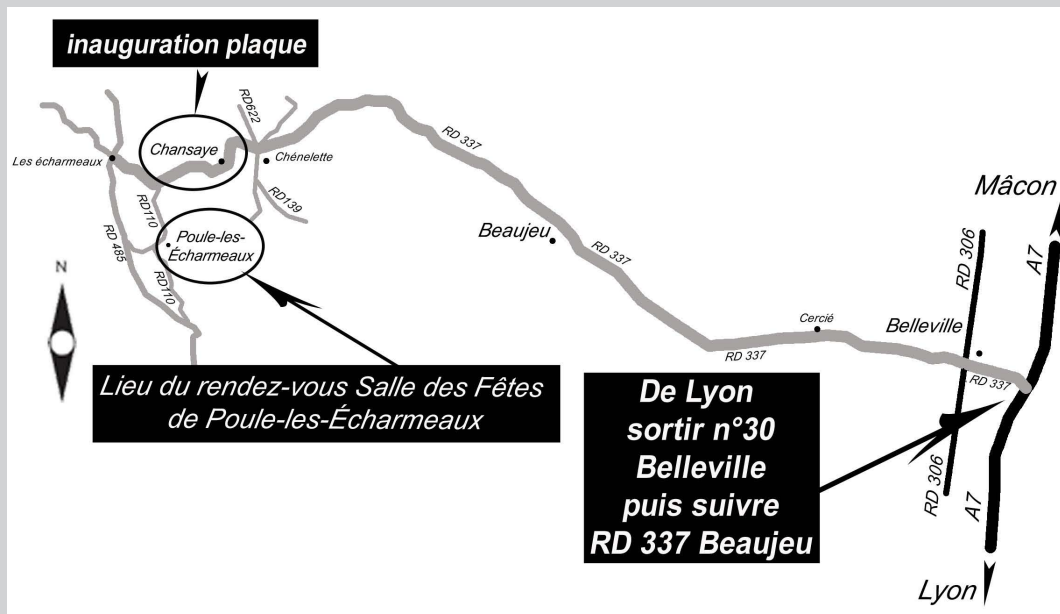 inauguration plaque
RD622
Les écharmeaux
Chansaye
Chénelette
RD 337
RD110
RD139
Mâcon
Poule-les-
Écharmeaux
Beaujeu
RD 485
RD 337
RD 306
A7
N
RD110
Cercié
Belleville
RD 337
RD 337
Lieu du rendez-vous Salle des Fêtes
de Poule-les-Écharmeaux
De Lyon
sortir n°30
Belleville
puis suivre
RD 337 Beaujeu
RD 306
A7
Lyon